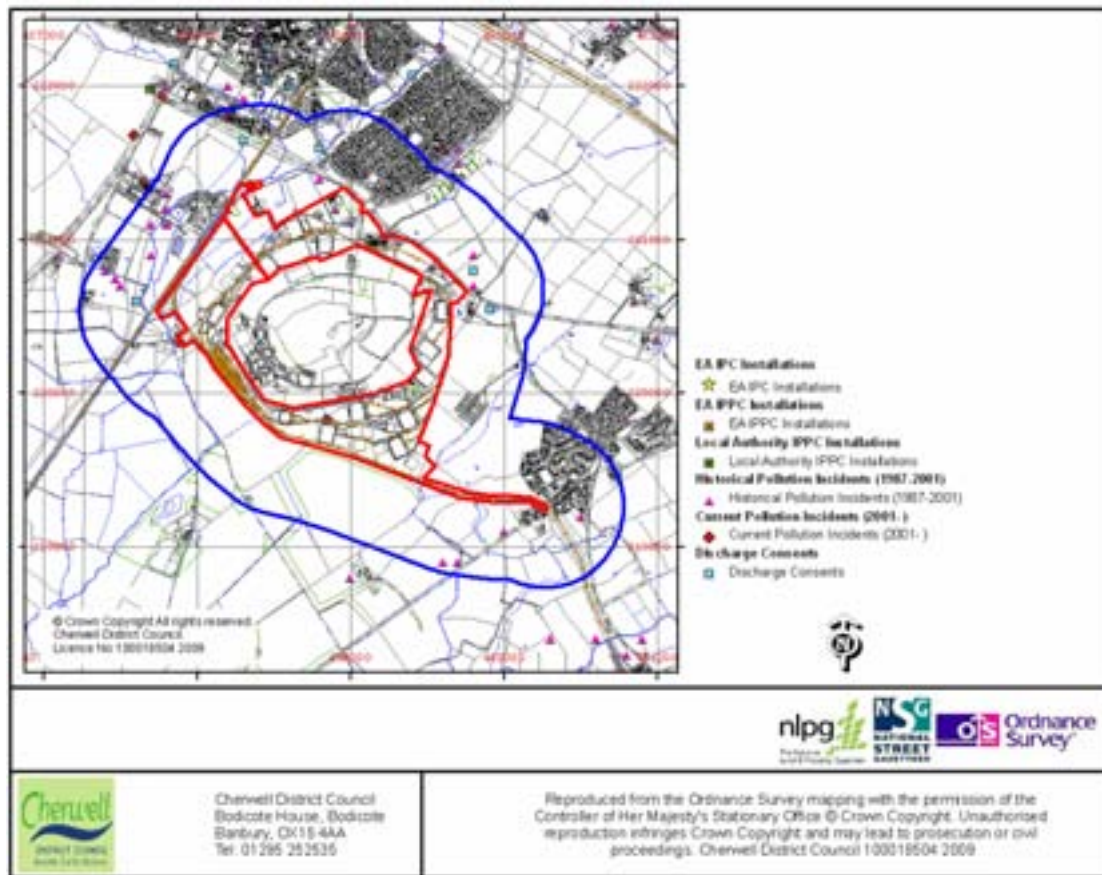 EA IPC Installations
EA IPC Installations
EA IPPC Installations
EA IPPC Installations
Local Authority IPPC Installations
Local Authority IPPC Installations
Historical Pollution Incidents (1987-2001)
Historical Pollution Incidents (1987-2001)
Current Pollution Incidents (2001- )
Current Pollution Incidents (2001- )
Discharge Consents
Discharge Consents
© Crown Copyright All rights reserved.
Cherwell District Council
Licence No 100018504 2009
N
nlpg
NSG
NATIONAL
STREET
GAZETTEER
OS
Ordnance
Survey
Cherwell
DISTRICT COUNCIL
Cherwell District Council
Bodicote House, Bodicote
Banbury, OX15 4AA
Tel: 01295 252535
Reproduced from the Ordnance Survey mapping with the permission of the
Controller of Her Majesty's Stationary Office © Crown Copyright. Unauthorised
reproduction infringes Crown Copyright and may lead to prosecution or civil
proceedings. Cherwell District Council 100018504 2009